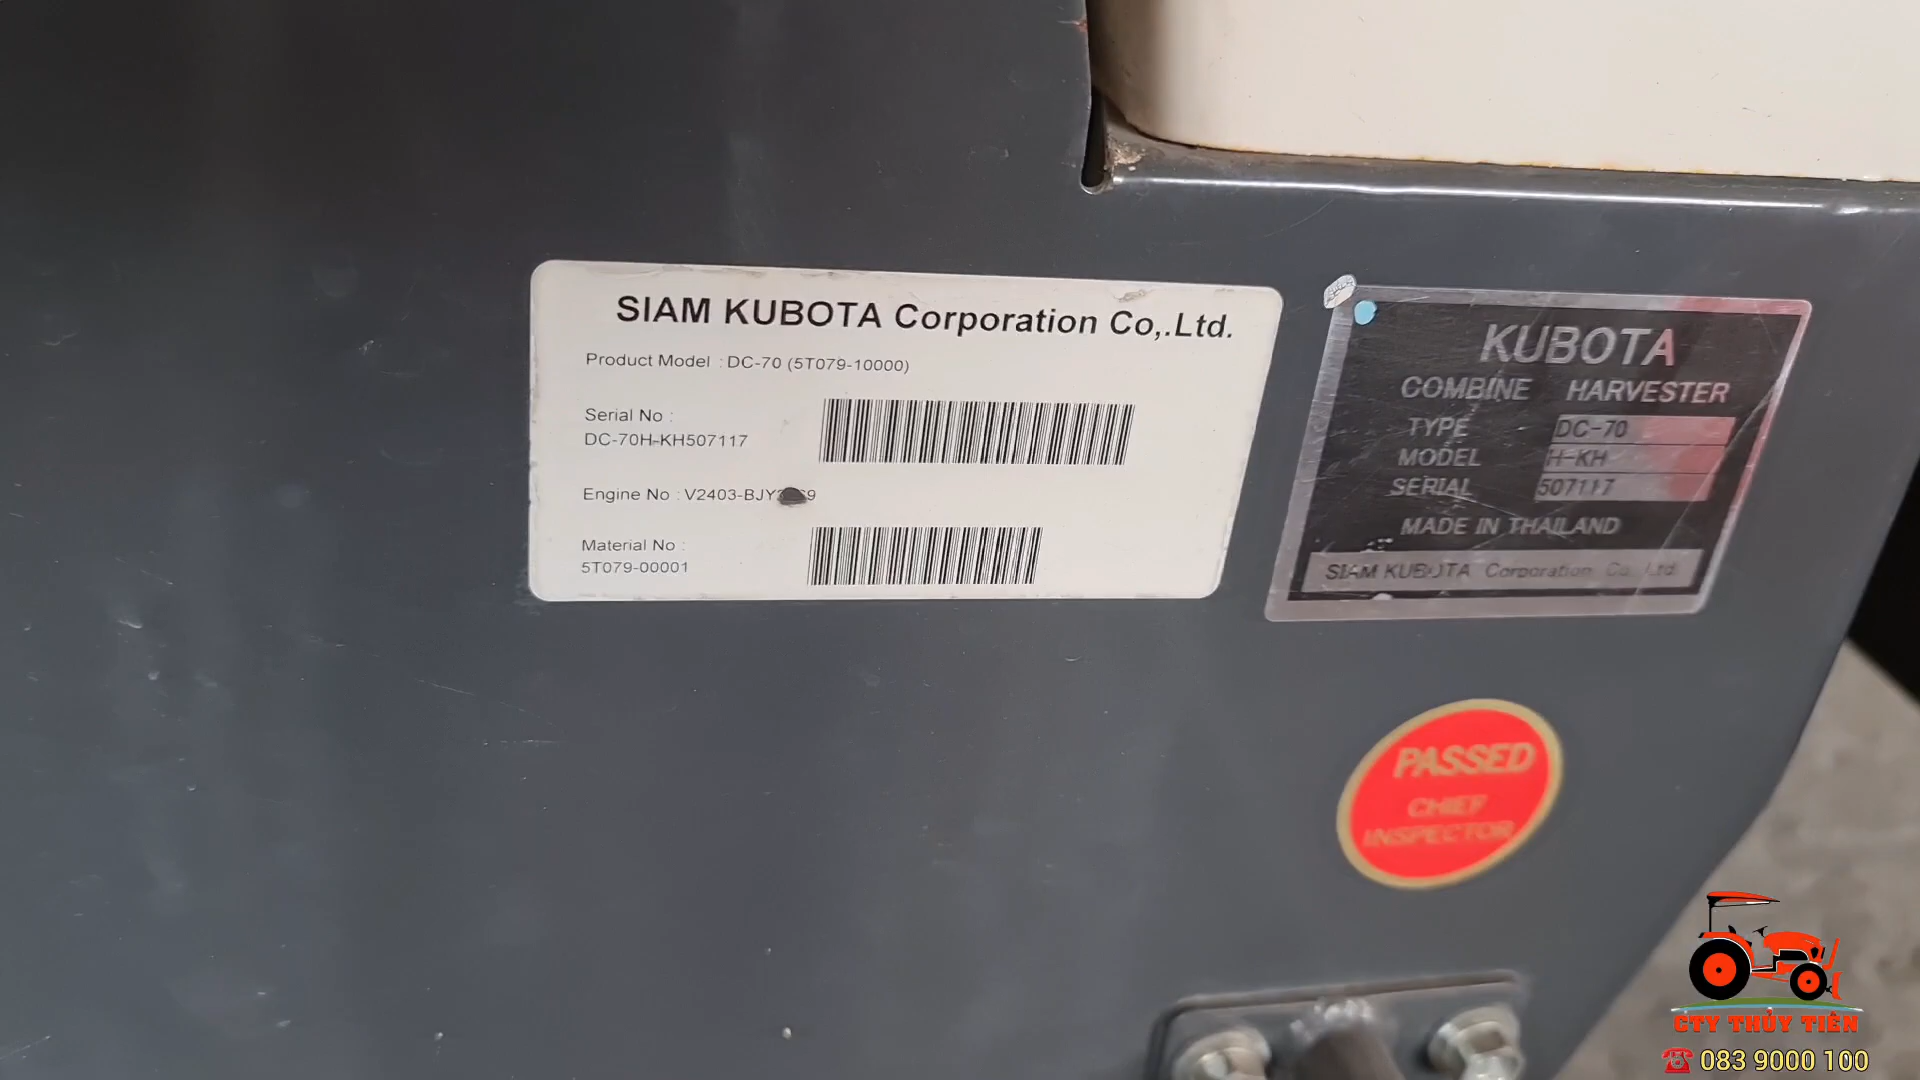 SIAM KUBOTA Corporation Co,.Ltd.
Product Model : DC-70 (5T079-10000)
Serial No :
DC-70H-KH507117
Engine No :
Material No :
5T079-00001
KUBOTA
COMBINE HARVESTER
TYPE DC-70
MODEL H-KH
SERIAL 507117
MADE IN THAILAND
SIAM KUBOTA Corporation Co., Ltd.
PASSED
CHIEF
INSPECTOR
CTY THỦY TIÊN
083 9000 100